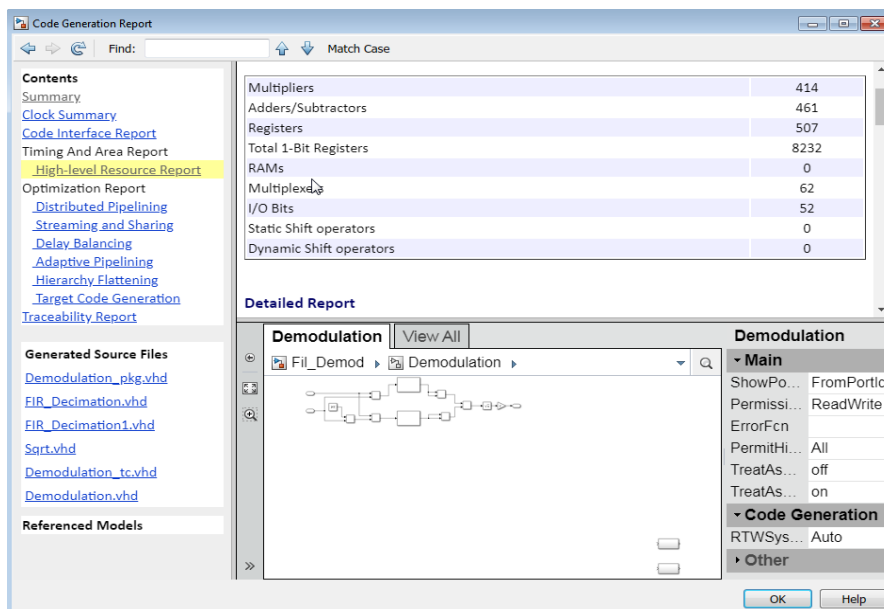 Code Generation Report
Find:
Match Case
Contents
Summary
Clock Summary
Code Interface Report
Timing And Area Report
High-level Resource Report
Optimization Report
Distributed Pipelining
Streaming and Sharing
Delay Balancing
Adaptive Pipelining
Hierarchy Flattening
Target Code Generation
Traceability Report
Generated Source Files
Demodulation_pkg.vhd
FIR_Decimation.vhd
FIR_Decimation1.vhd
Sqrt.vhd
Demodulation_tc.vhd
Demodulation.vhd
Referenced Models
Multipliers 414
Adders/Subtractors 461
Registers 507
Total 1-Bit Registers 8232
RAMs 0
Multiplexers 62
I/O Bits 52
Static Shift operators 0
Dynamic Shift operators 0
Detailed Report
Demodulation View All
Fil_Demod Demodulation
Demodulation
Main
ShowPo... FromPortIc
Permissi... ReadWrite
ErrorFcn
PermitHi... All
TreatAs... off
TreatAs... on
Code Generation
RTWSys... Auto
Other
OK Help